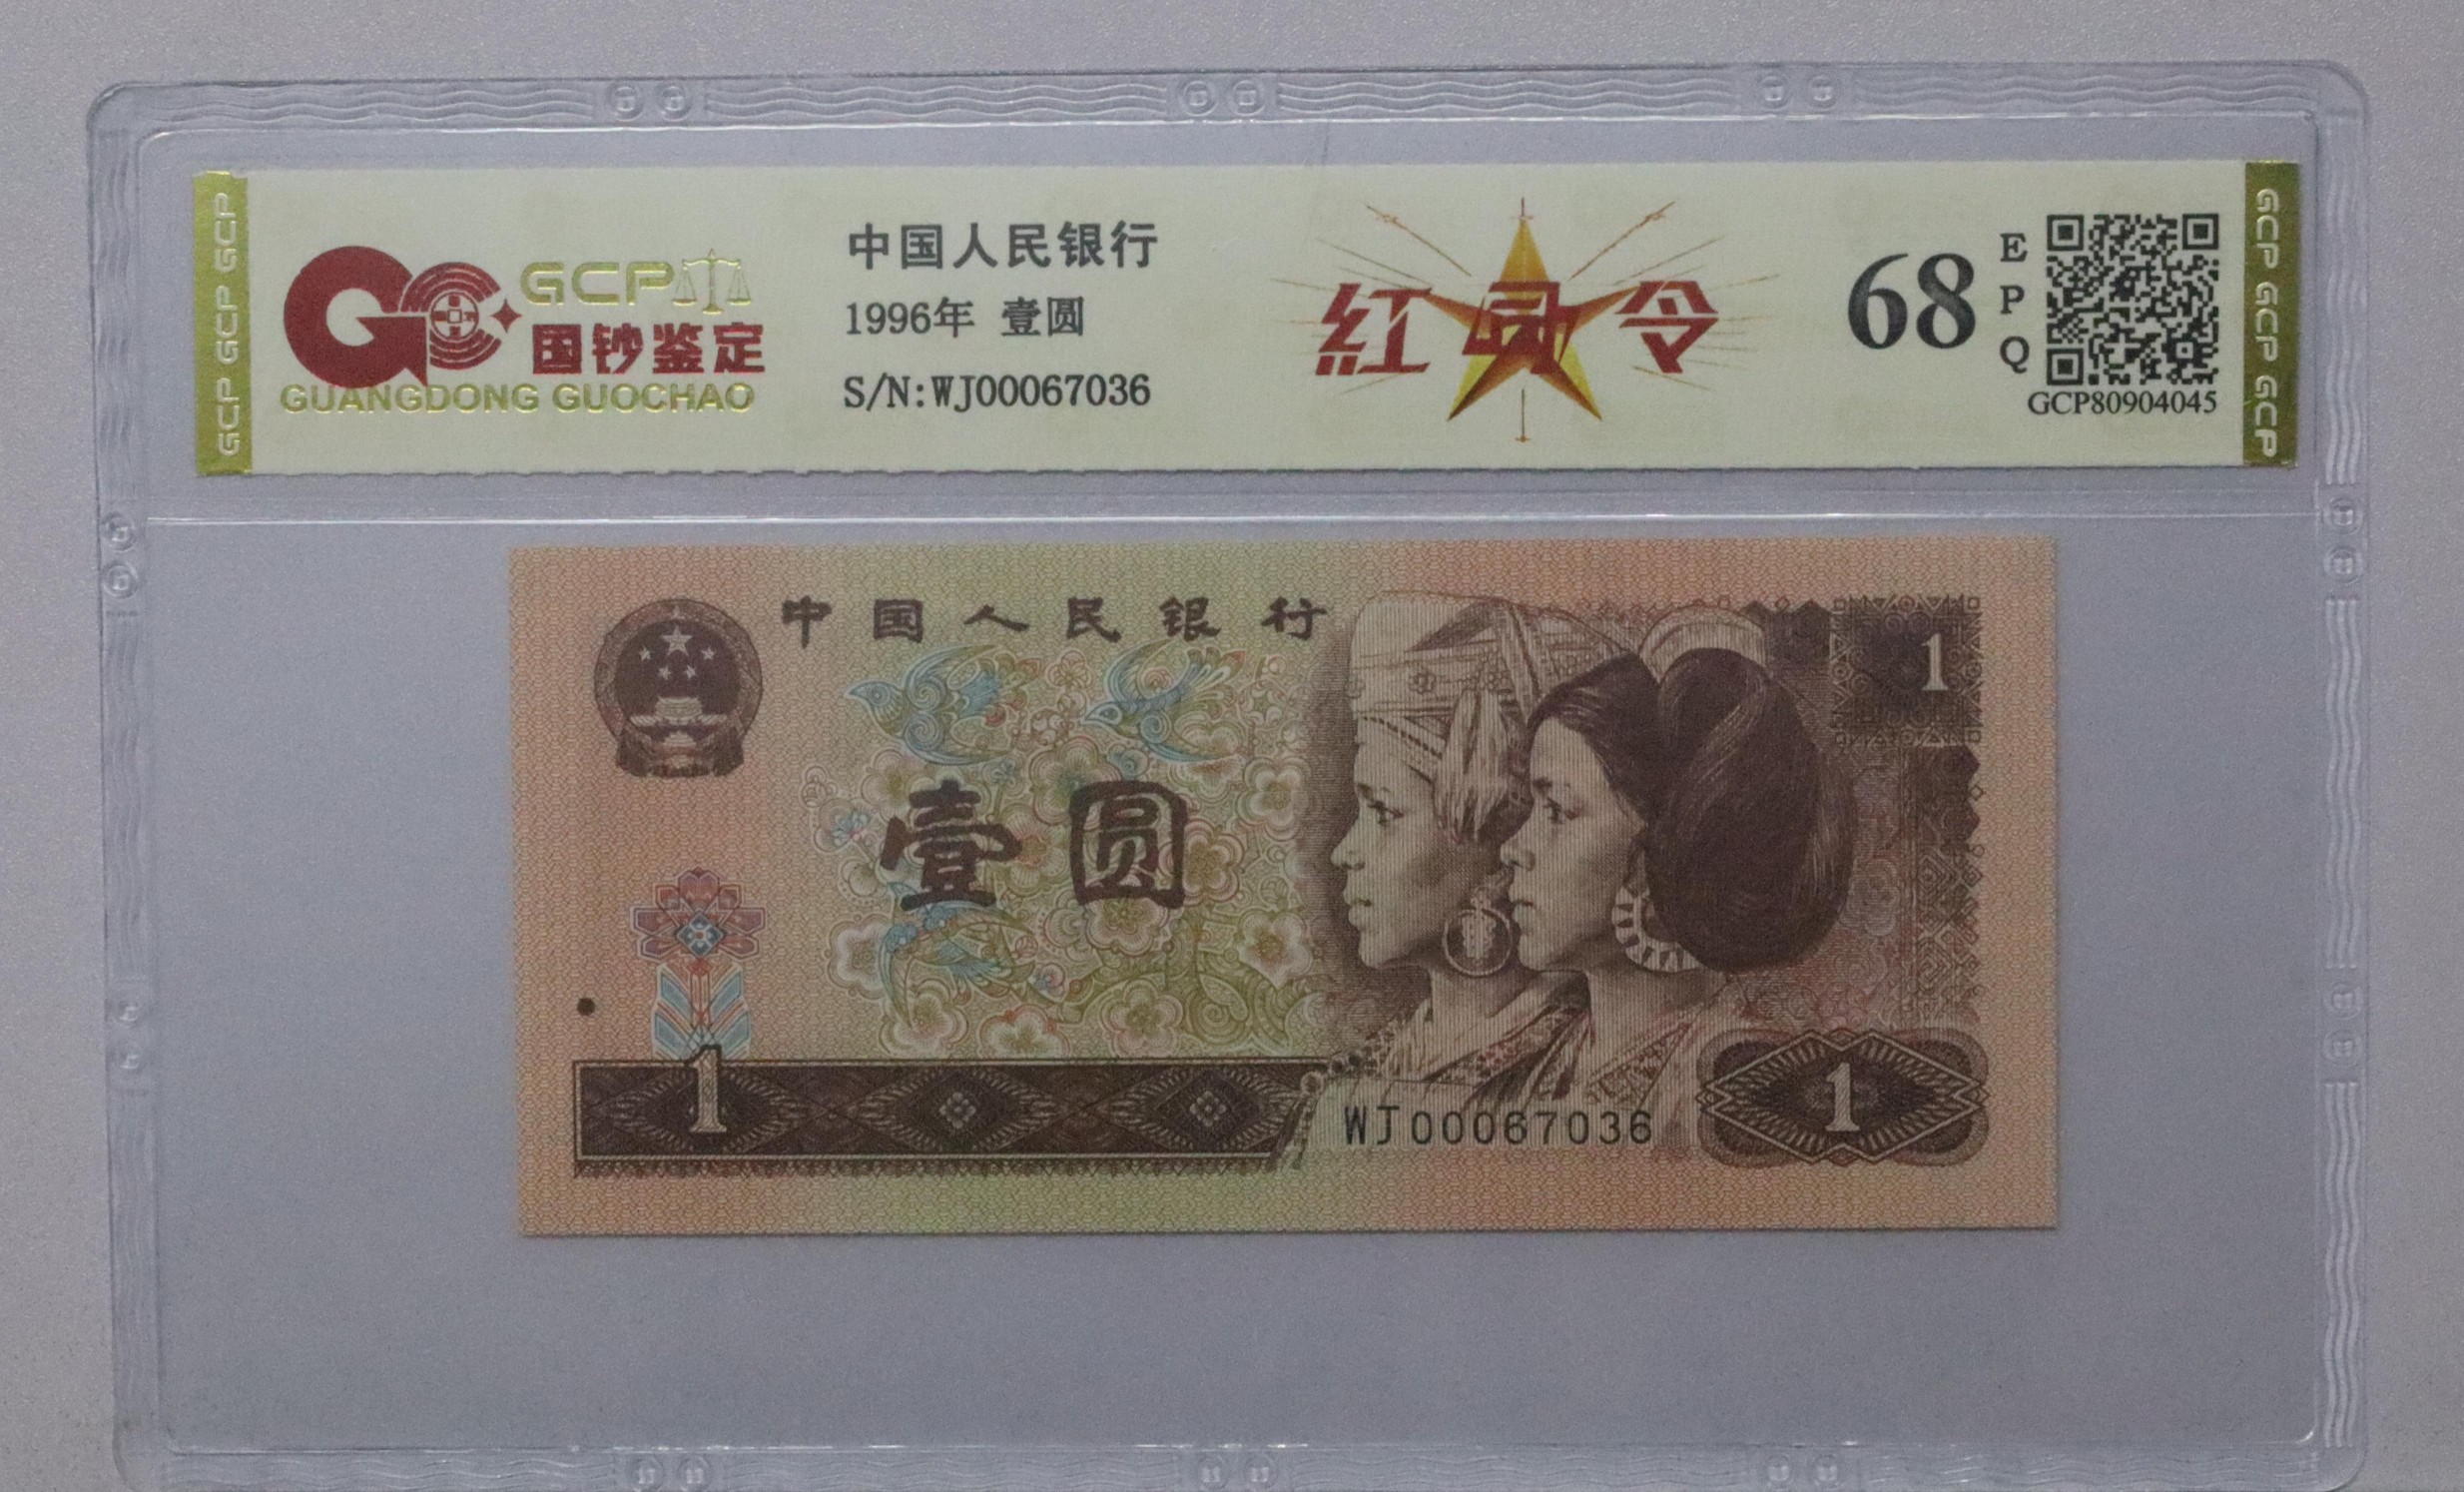 GCP GCP GCP
GCP
国钞鉴定
GUANGDONG GUOCHAO
中国人民银行
1996年 壹圆
S/N:WJ00067036
紅 令
68
EPQ
GCP80904045
GCP GCP GCP
中国人民银行
1
壹圆
1
WJ00067036
1